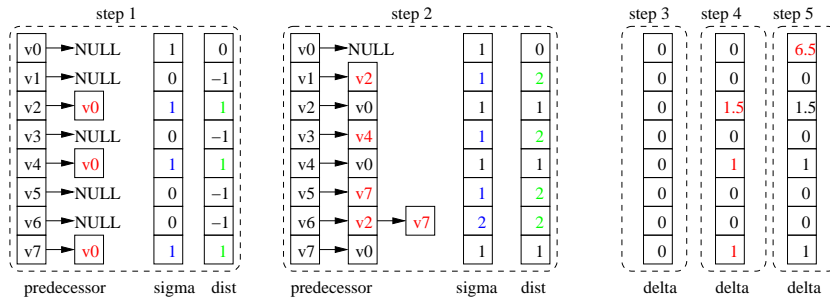 step 1 step 2 step 3 step 4 step 5
v0 NULL 1 0 v0 NULL 1 0 0 0 6.5
v1 NULL 0 –1 v1 v2 1 2 0 0 0
v2 v0 1 1 v2 v0 1 1 0 1.5 1.5
v3 NULL 0 –1 v3 v4 1 2 0 0 0
v4 v0 1 1 v4 v0 1 1 0 1 1
v5 NULL 0 –1 v5 v7 1 2 0 0 0
v6 NULL 0 –1 v6 v2 v7 2 2 0 0 0
v7 v0 1 1 v7 v0 1 1 0 1 1
predecessor sigma dist predecessor sigma dist delta delta delta